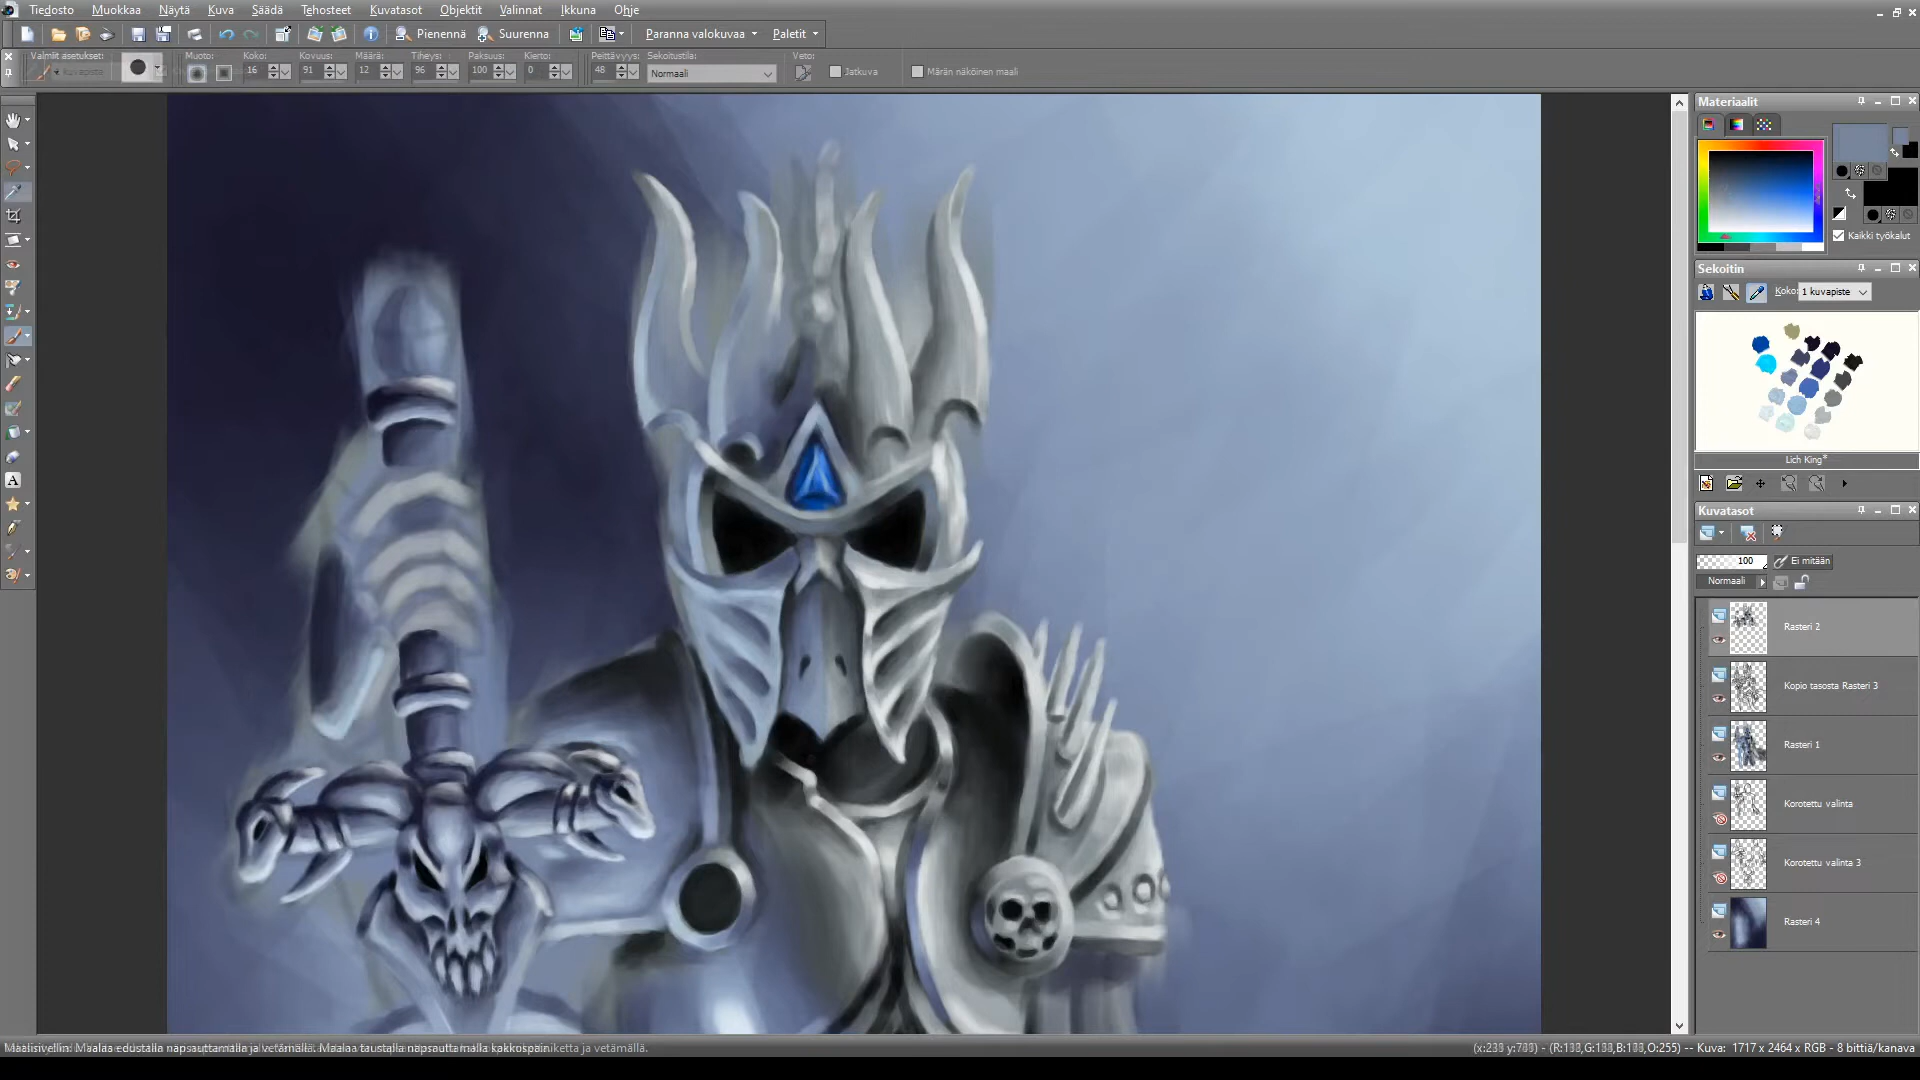 Tiedosto Muokkaa Näytä Kuva Säädä Tehosteet Kuvatasot Objektit Valinnat Ikkuna Ohje
Pienennä Suurenna Paranna valokuvaa Paletit
Valmiit asetukset: Muoto: Koko: Kovuus: Määrä: Tiheys: Paksuus: Kierto: Peittävyys: Sekoitustila: Veto:
16 91 12 96 100 0 48 Normaali Jatkuva Märän näköinen maali
Materiaalit
Kaikki työkalut
Sekoitin
Koko: 1 kuvapiste
Lich King*
Kuvatasot
100 Ei mitään
Normaali
Rasteri 2
Kopio tasosta Rasteri 3
Rasteri 1
Korotettu valinta
Korotettu valinta 3
Rasteri 4
A
-- Kuva: 1717 x 2464 x RGB - 8 bittiä/kanava